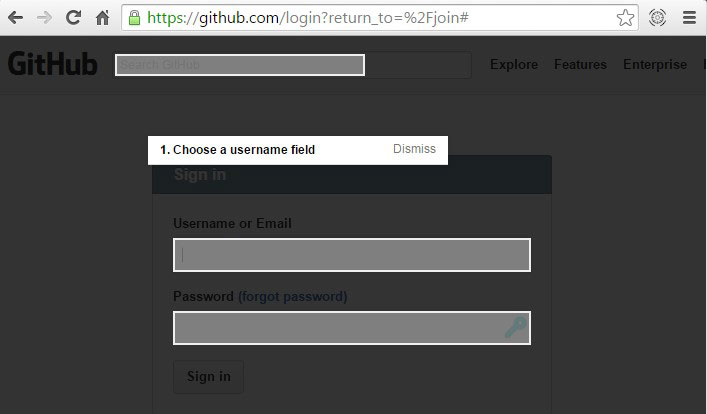 https://github.com/login?return_to=%2Fjoin#
GitHub
Search GitHub
Explore Features Enterprise
1. Choose a username field Dismiss
Sign in
Username or Email
Password (forgot password)
Sign in